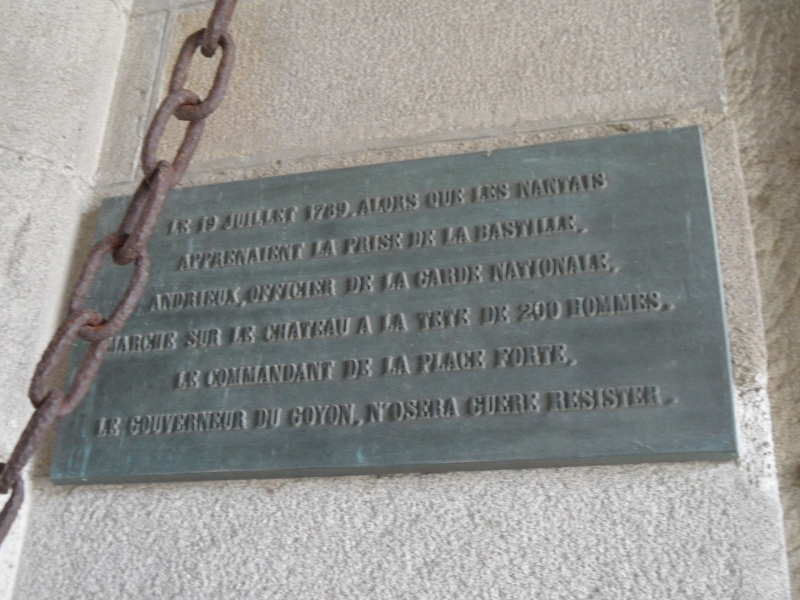 LE 19 JUILLET 1789, ALORS QUE LES NANTAIS
APPRENAIENT LA PRISE DE LA BASTILLE,
ANDRIEUX, OFFICIER DE LA GARDE NATIONALE,
MARCHE SUR LE CHATEAU A LA TETE DE 200 HOMMES.
LE COMMANDANT DE LA PLACE FORTE,
LE GOUVERNEUR DU GOYON, N'OSERA GUERE RESISTER.